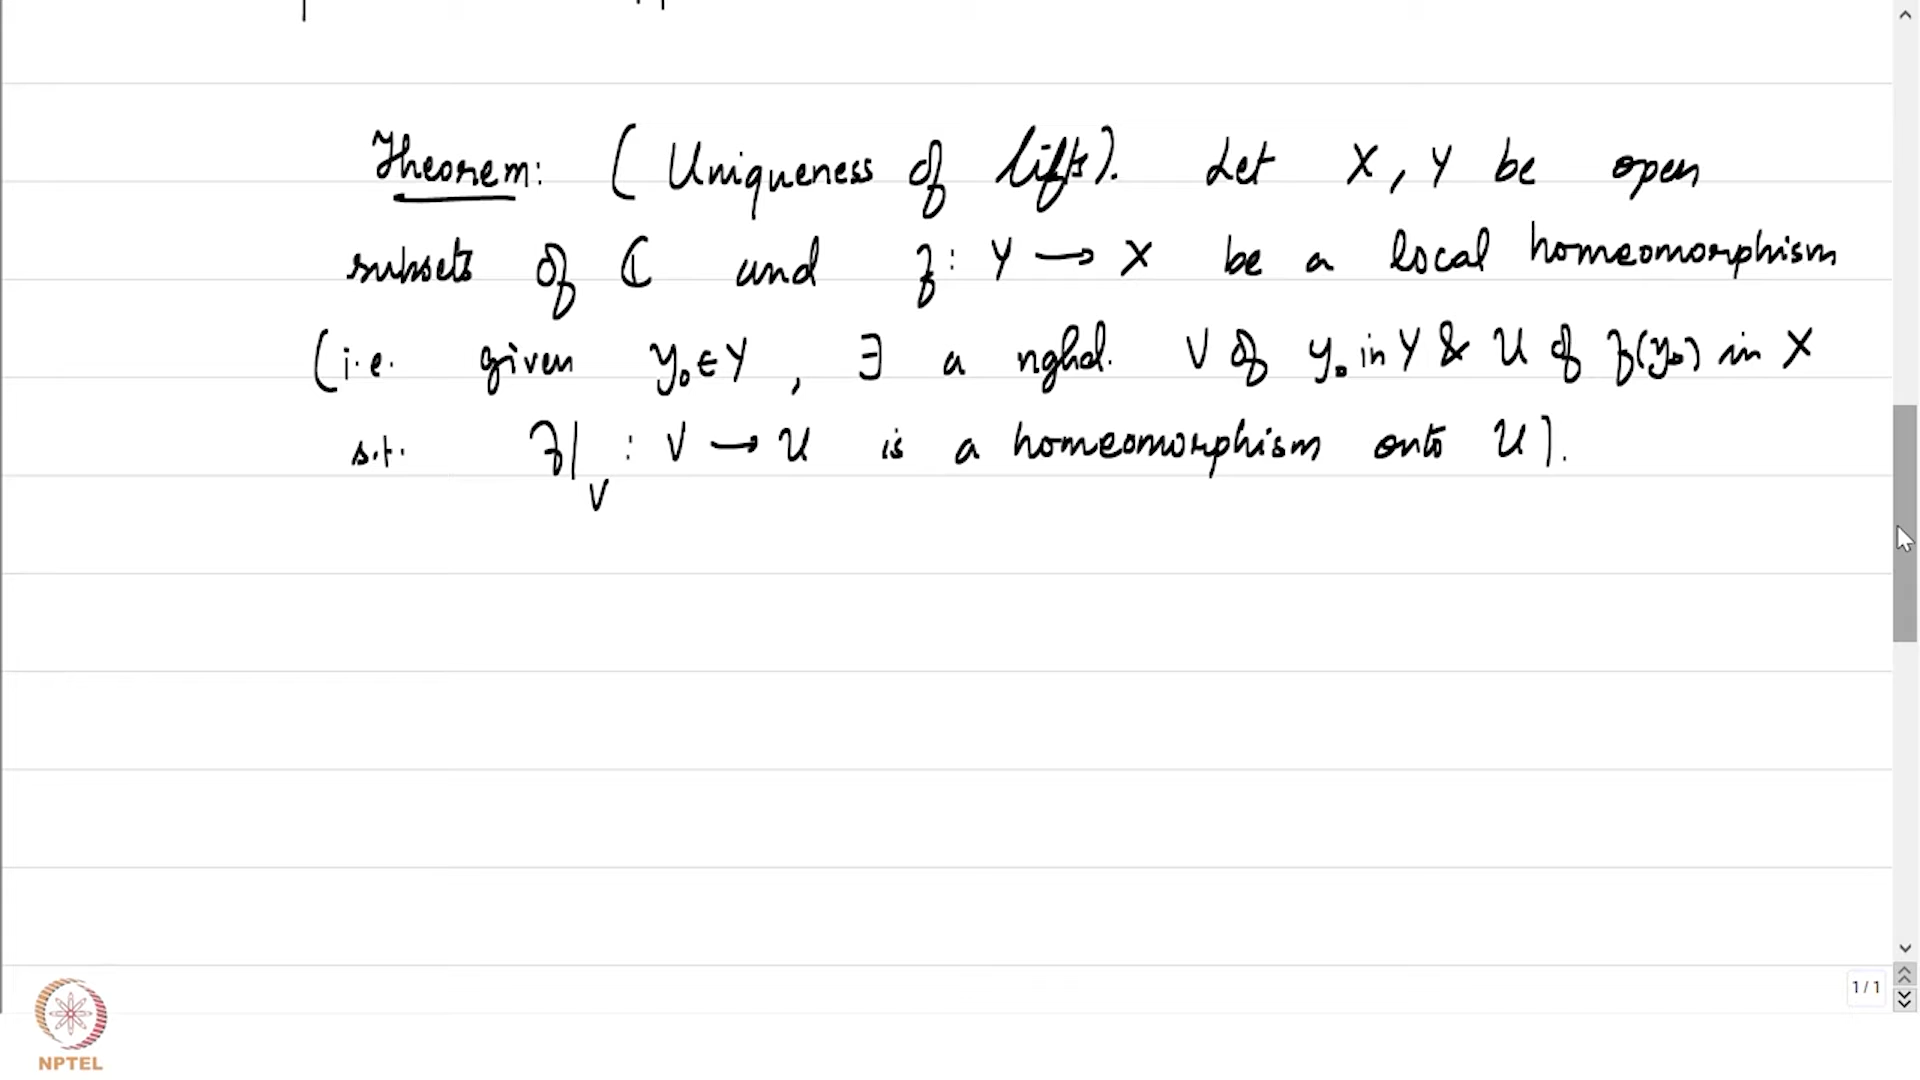 Theorem: (Uniqueness of lifts). Let X, Y be open
subsets of ℂ and f: Y → X be a local homeomorphism
(i.e. given y₀ ∈ Y, ∃ a nghd. V of y₀ in Y & U of f(y₀) in X
s.t. f|_V : V → U is a homeomorphism onto U).
1 / 1
NPTEL